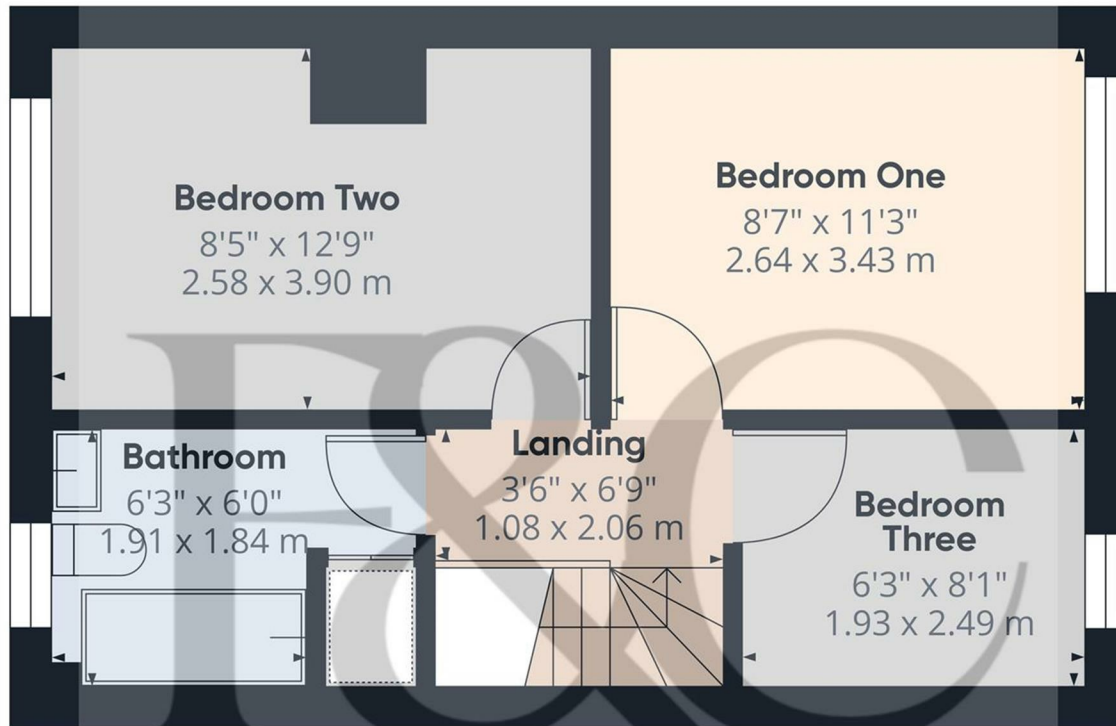 Bedroom Two
8'5" x 12'9"
2.58 x 3.90 m
Bedroom One
8'7" x 11'3"
2.64 x 3.43 m
Bathroom
6'3" x 6'0"
1.91 x 1.84 m
Landing
3'6" x 6'9"
1.08 x 2.06 m
Bedroom
Three
6'3" x 8'1"
1.93 x 2.49 m
F&C